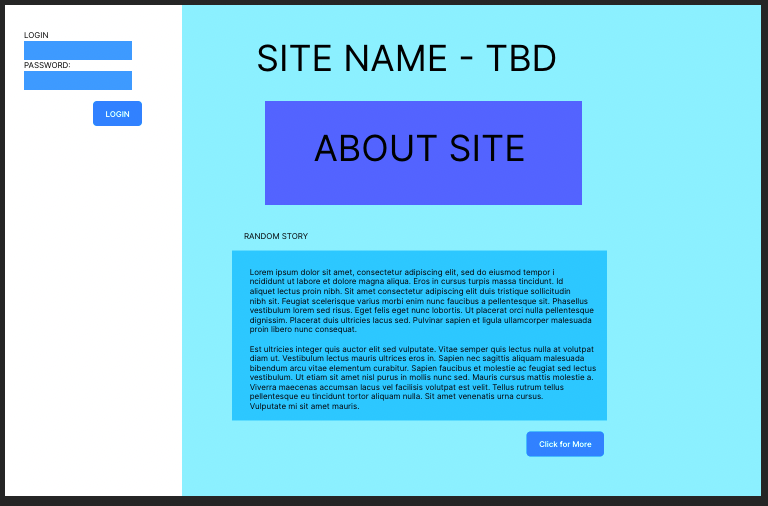 LOGIN
PASSWORD:
LOGIN
SITE NAME - TBD
ABOUT SITE
RANDOM STORY
Lorem ipsum dolor sit amet, consectetur adipiscing elit, sed do eiusmod tempor i
ncididunt ut labore et dolore magna aliqua. Eros in cursus turpis massa tincidunt. Id
aliquet lectus proin nibh. Sit amet consectetur adipiscing elit duis tristique sollicitudin
nibh sit. Feugiat scelerisque varius morbi enim nunc faucibus a pellentesque sit. Phasellus
vestibulum lorem sed risus. Eget felis eget nunc lobortis. Ut placerat orci nulla pellentesque
dignissim. Placerat duis ultricies lacus sed. Pulvinar sapien et ligula ullamcorper malesuada
proin libero nunc consequat.
Est ultricies integer quis auctor elit sed vulputate. Vitae semper quis lectus nulla at volutpat
diam ut. Vestibulum lectus mauris ultrices eros in. Sapien nec sagittis aliquam malesuada
bibendum arcu vitae elementum curabitur. Sapien faucibus et molestie ac feugiat sed lectus
vestibulum. Ut etiam sit amet nisl purus in mollis nunc sed. Mauris cursus mattis molestie a.
Viverra maecenas accumsan lacus vel facilisis volutpat est velit. Tellus rutrum tellus
pellentesque eu tincidunt tortor aliquam nulla. Sit amet venenatis urna cursus.
Vulputate mi sit amet mauris.
Click for More